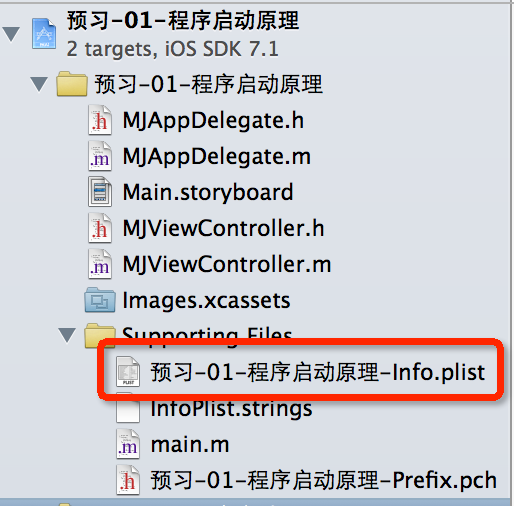 预习-01-程序启动原理
2 targets, iOS SDK 7.1
预习-01-程序启动原理
MJAppDelegate.h
MJAppDelegate.m
Main.storyboard
MJViewController.h
MJViewController.m
Images.xcassets
Supporting Files
预习-01-程序启动原理-Info.plist
InfoPlist.strings
main.m
预习-01-程序启动原理-Prefix.pch